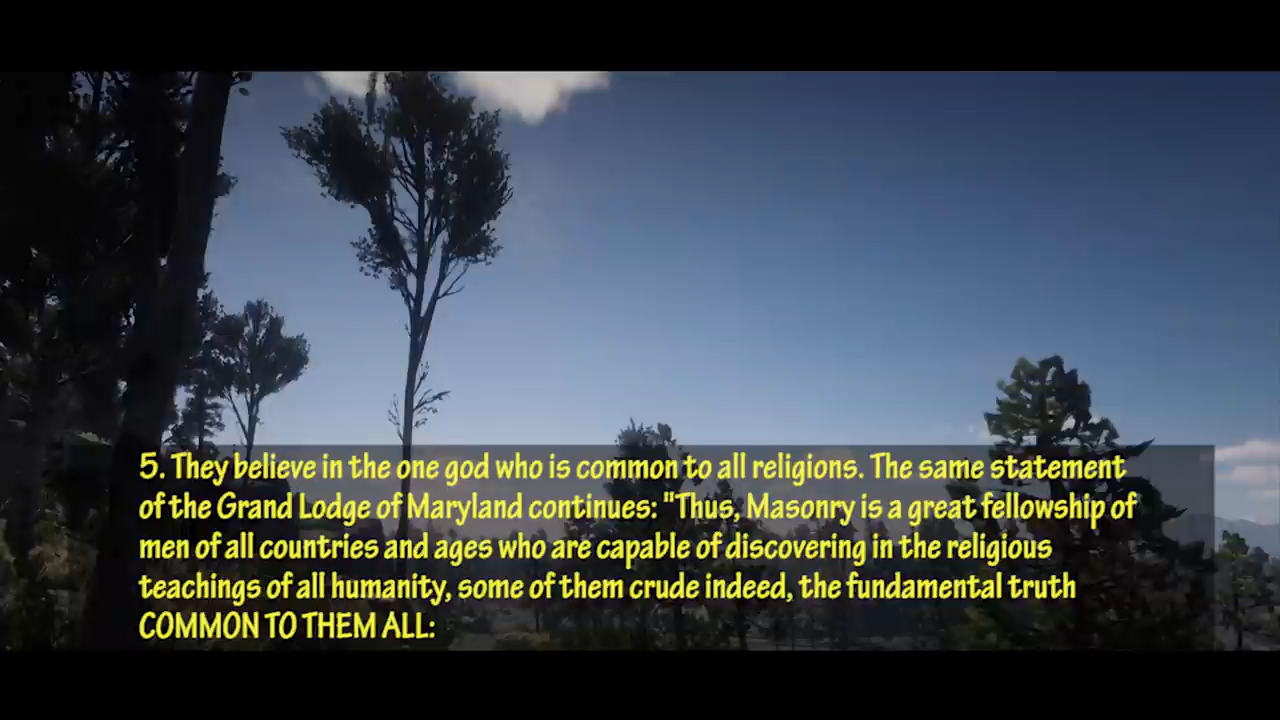 5. They believe in the one god who is common to all religions. The same statement
of the Grand Lodge of Maryland continues: "Thus, Masonry is a great fellowship of
men of all countries and ages who are capable of discovering in the religious
teachings of all humanity, some of them crude indeed, the fundamental truth
COMMON TO THEM ALL: